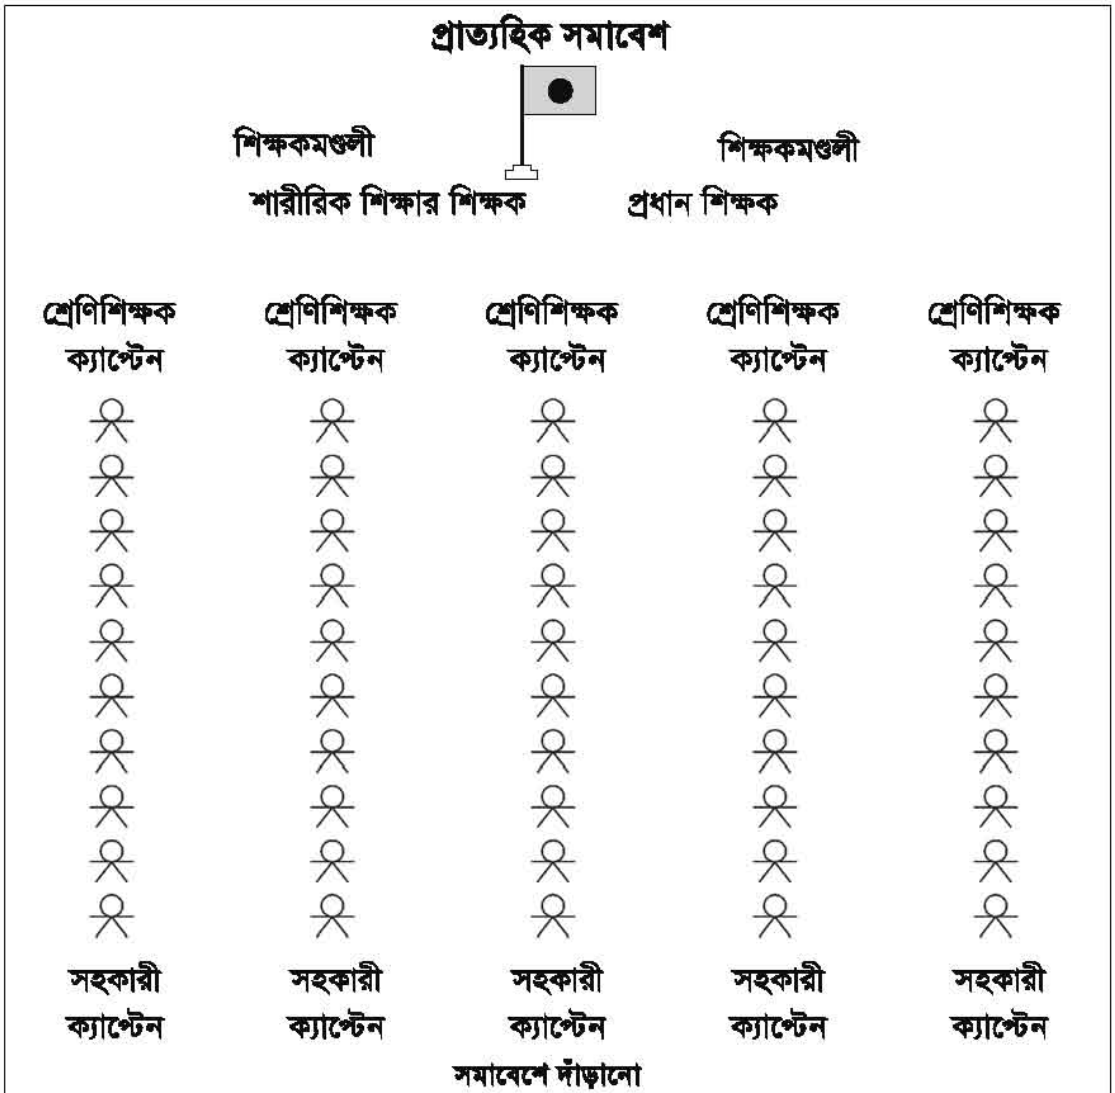 প্রাত্যহিক সমাবেশ
শিক্ষকমণ্ডলী শিক্ষকমণ্ডলী
শারীরিক শিক্ষার শিক্ষক প্রধান শিক্ষক
শ্রেণিশিক্ষক শ্রেণিশিক্ষক শ্রেণিশিক্ষক শ্রেণিশিক্ষক শ্রেণিশিক্ষক
ক্যাপ্টেন ক্যাপ্টেন ক্যাপ্টেন ক্যাপ্টেন ক্যাপ্টেন
সহকারী সহকারী সহকারী সহকারী সহকারী
ক্যাপ্টেন ক্যাপ্টেন ক্যাপ্টেন ক্যাপ্টেন ক্যাপ্টেন
সমাবেশে দাঁড়ানো